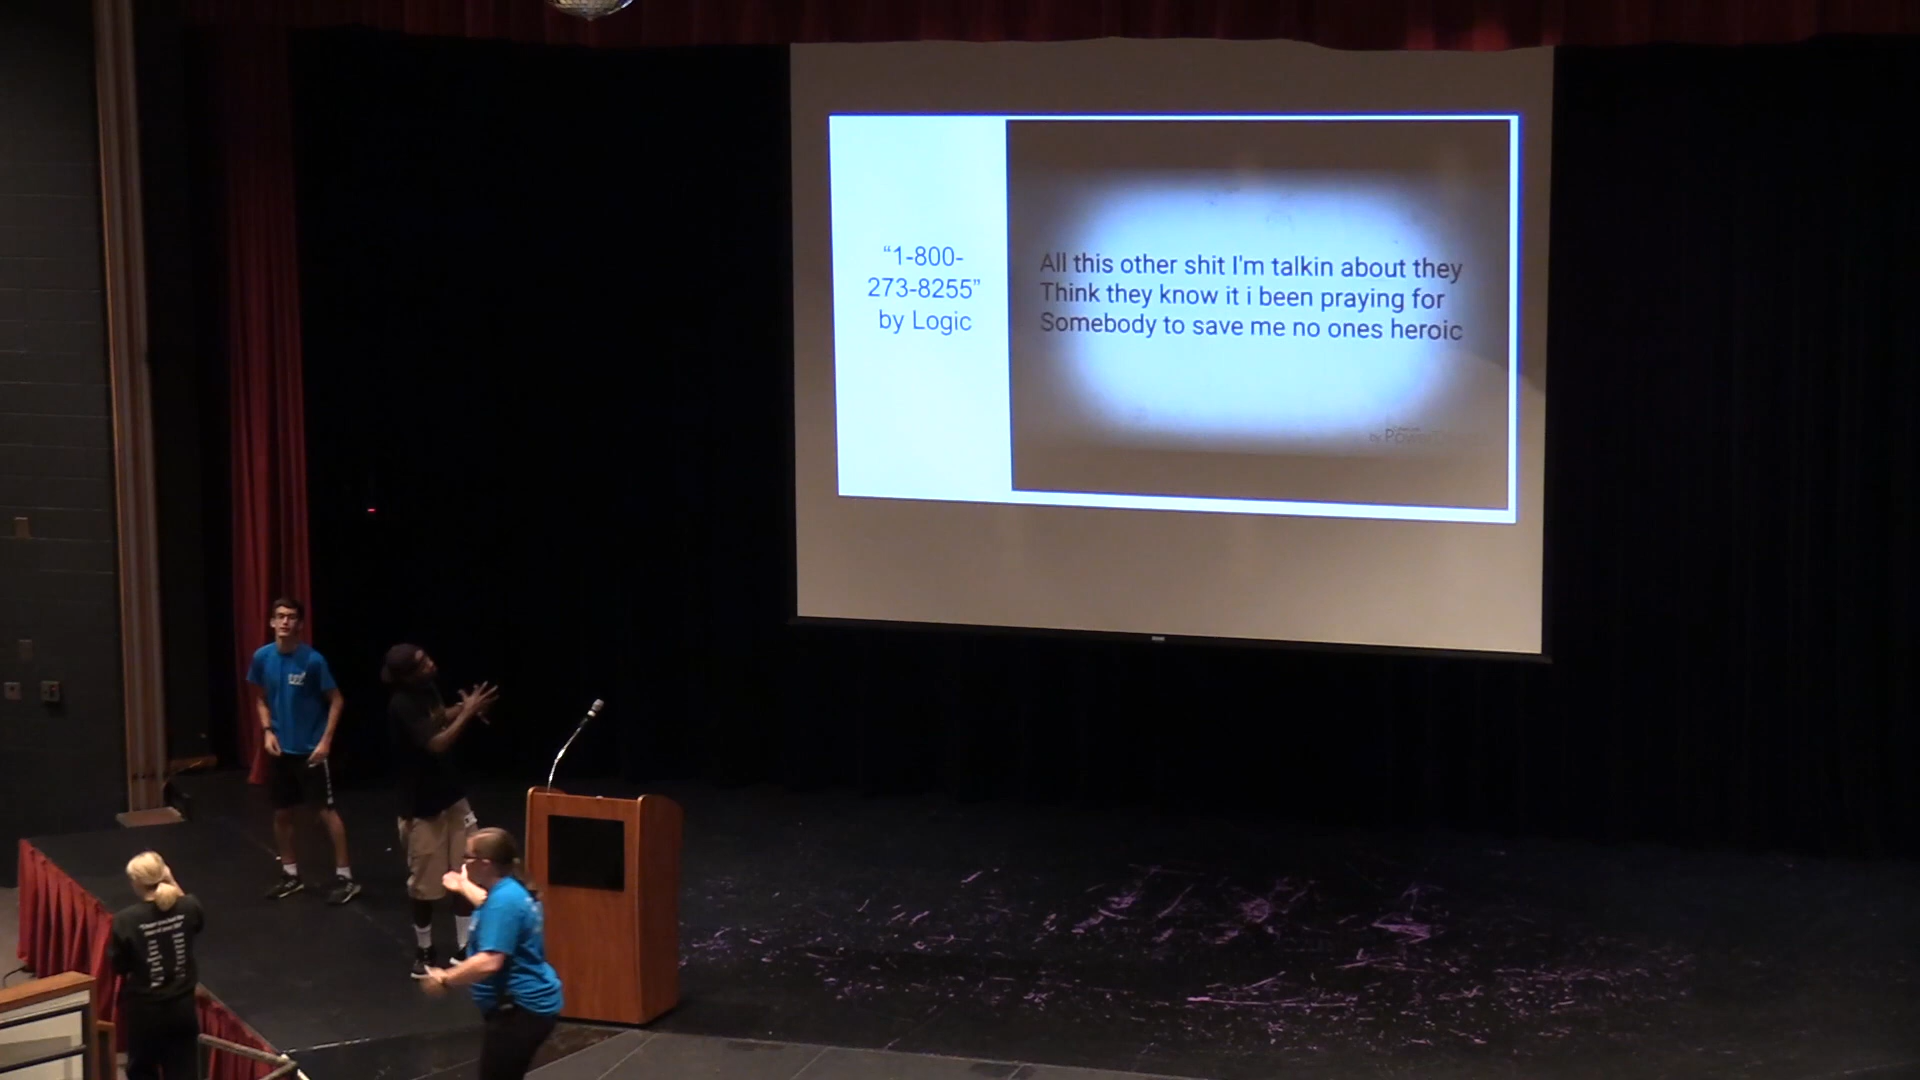 “1-800-
273-8255”
by Logic
All this other shit I'm talkin about they
Think they know it i been praying for
Somebody to save me no ones heroic
by